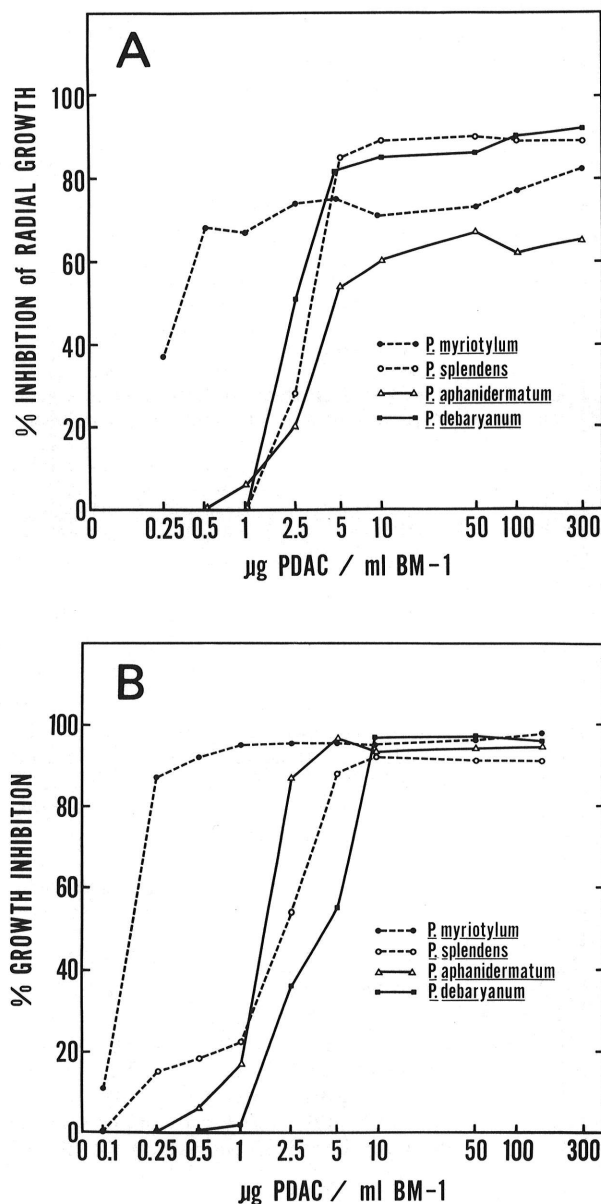 A
% INHIBITION of RADIAL GROWTH
100
80
60
40
20
0
P. myriotylum
P. splendens
P. aphanidermatum
P. debaryanum
0 0.25 0.5 1 2.5 5 10 50 100 300
µg PDAC / ml BM-1
B
% GROWTH INHIBITION
100
80
60
40
20
0
P. myriotylum
P. splendens
P. aphanidermatum
P. debaryanum
0 0.1 0.25 0.5 1 2.5 5 10 50 100 300
µg PDAC / ml BM-1